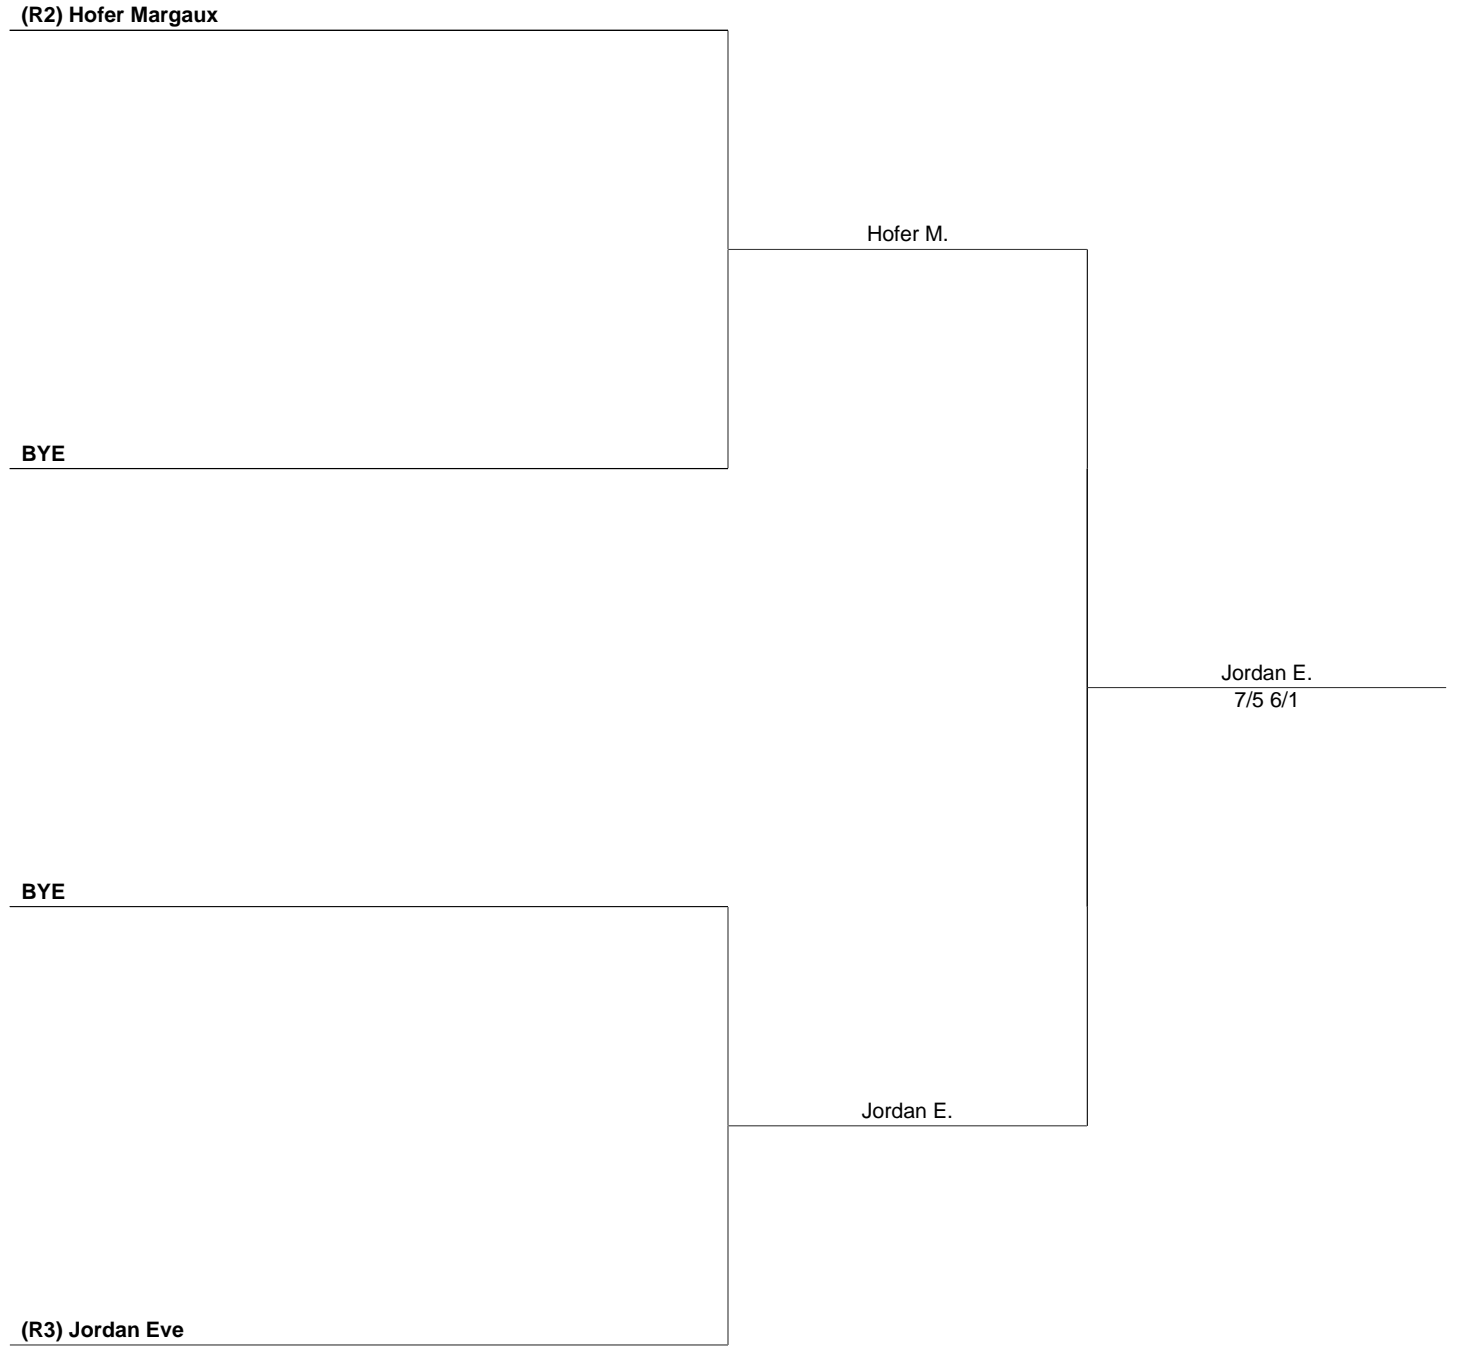 (R2) Hofer Margaux
Hofer M.
BYE
Jordan E.
7/5 6/1
BYE
Jordan E.
(R3) Jordan Eve